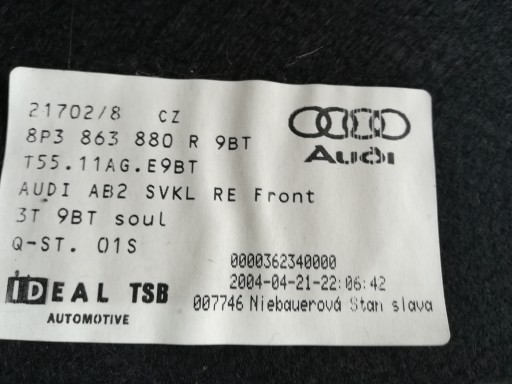 21702/8 CZ
8P3 863 880 R 9BT
T55.11AG.E9BT
AUDI AB2 SVKL RE Front
3T 9BT soul
Q-ST. 01S
Audi
0000362340000
2004-04-21-22:06:42
007746 Niebauerová Stanislava
IDEAL TSB
AUTOMOTIVE